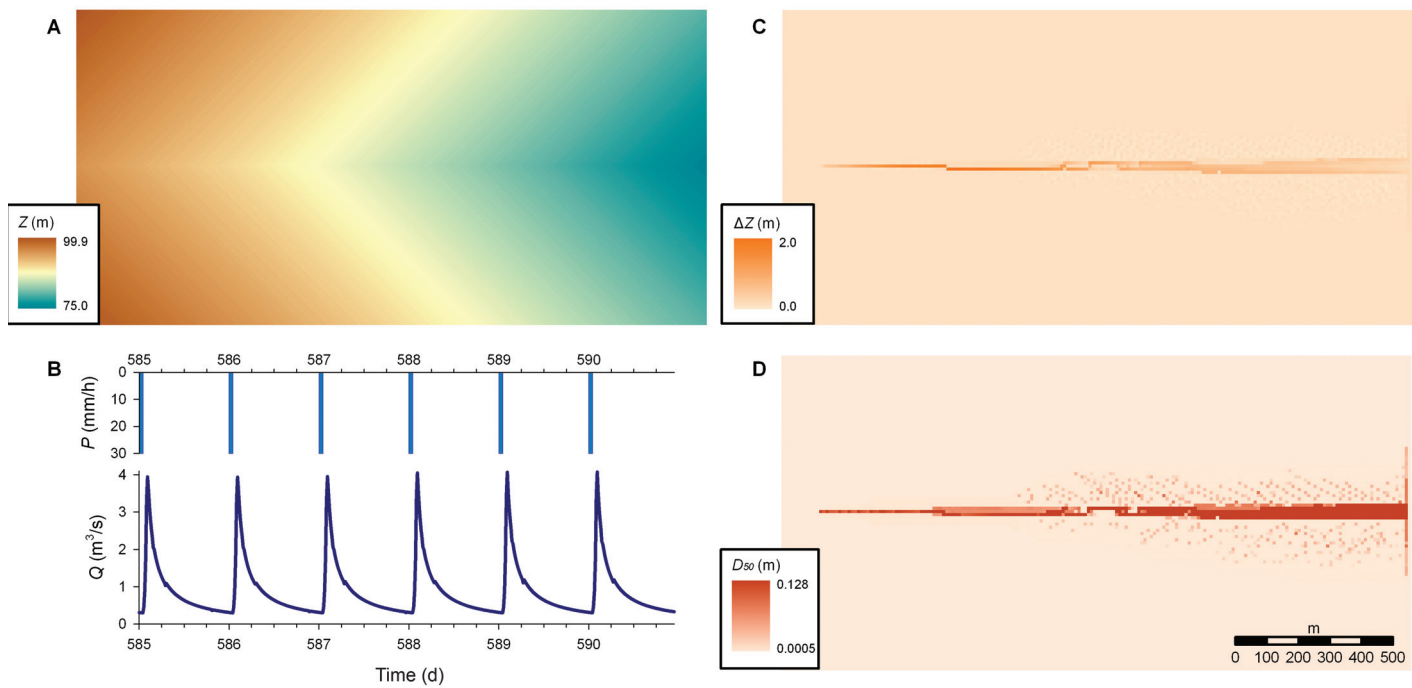 A
Z (m)
99.9
75.0
B
585 586 587 588 589 590
0
10
20
30
P (mm/h)
4
3
2
1
0
Q (m³/s)
585 586 587 588 589 590
Time (d)
C
ΔZ (m)
2.0
0.0
D
D50 (m)
0.128
0.0005
m
0 100 200 300 400 500